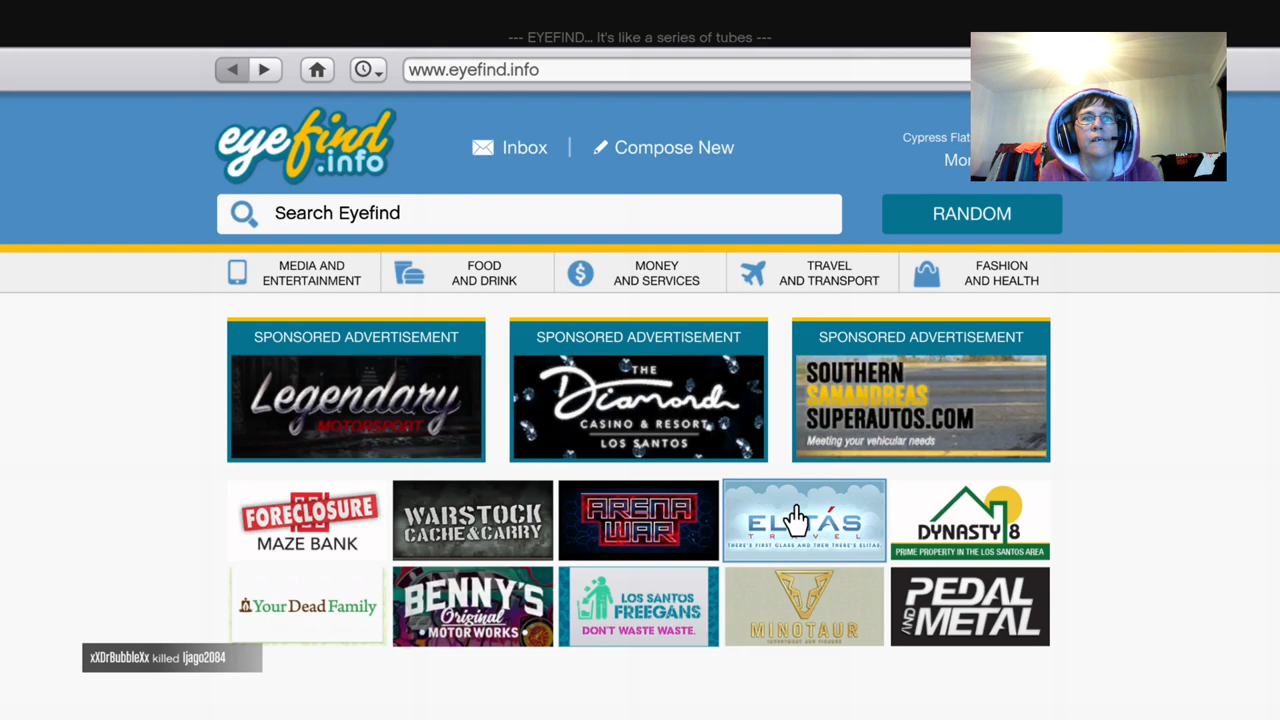 --- EYEFIND... It's like a series of tubes ---
www.eyefind.info
eyefind
.info
Inbox
Compose New
Cypress Flat
Mor
Search Eyefind
RANDOM
MEDIA AND
ENTERTAINMENT
FOOD
AND DRINK
MONEY
AND SERVICES
TRAVEL
AND TRANSPORT
FASHION
AND HEALTH
SPONSORED ADVERTISEMENT
Legendary
MOTORSPORT
SPONSORED ADVERTISEMENT
THE
Diamond
CASINO & RESORT
LOS SANTOS
SPONSORED ADVERTISEMENT
SOUTHERN
SANANDREAS
SUPERAUTOS.COM
Meeting your vehicular needs
FORECLOSURE
MAZE BANK
WARSTOCK
CACHE&CARRY
ARENA
WAR
ELITÁS
TRAVEL
THERE'S FIRST CLASS AND THEN THERE'S ELITAS.
DYNASTY 8
PRIME PROPERTY IN THE LOS SANTOS AREA
YourDeadFamily
BENNY'S
Original
MOTOR WORKS
LOS SANTOS
FREEGANS
DON'T WASTE WASTE.
MINOTAUR
PEDAL
AND METAL
xXDrBubbleXx killed ljago2084